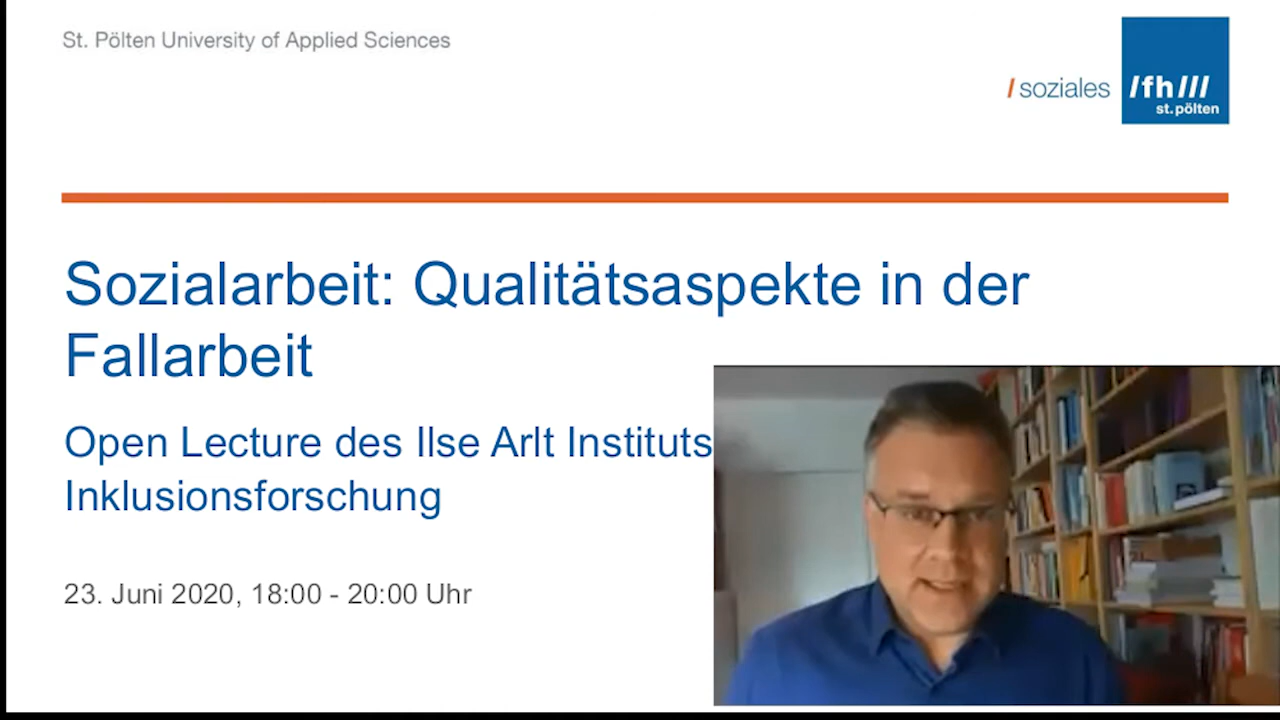 St. Pölten University of Applied Sciences
/ soziales
/fh///
st.pölten
Sozialarbeit: Qualitätsaspekte in der
Fallarbeit
Open Lecture des Ilse Arlt Instituts
Inklusionsforschung
23. Juni 2020, 18:00 - 20:00 Uhr